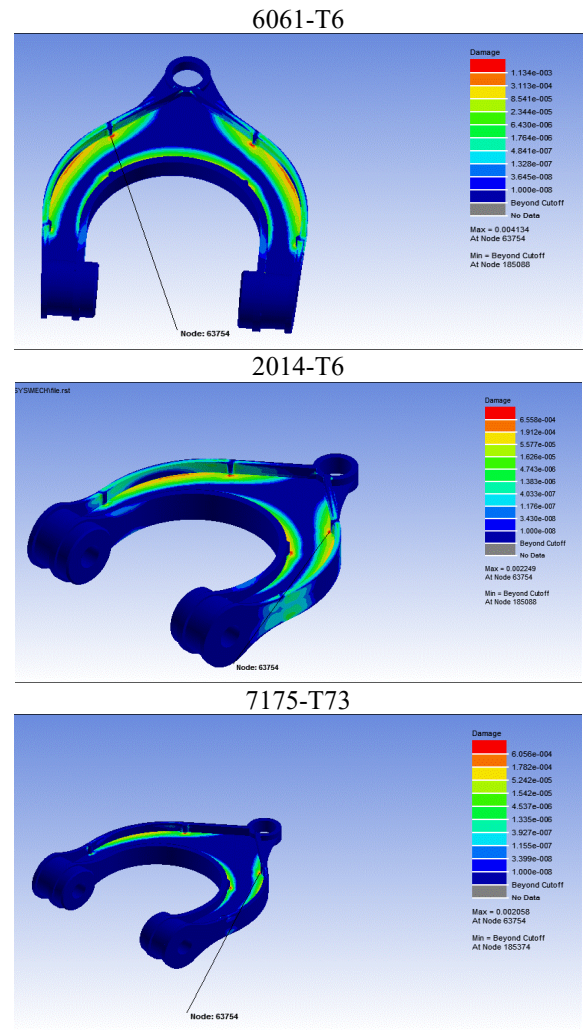 6061-T6
Damage
1.134e-003
3.113e-004
8.541e-005
2.344e-005
6.430e-006
1.764e-006
4.841e-007
1.328e-007
3.645e-008
1.000e-008
Beyond Cutoff
No Data
Max = 0.004134
At Node 63754
Min = Beyond Cutoff
At Node 185088
Node: 63754
2014-T6
SYSWECH\file.rst
Damage
6.558e-004
1.912e-004
5.577e-005
1.626e-005
4.743e-006
1.383e-006
4.033e-007
1.176e-007
3.430e-008
1.000e-008
Beyond Cutoff
No Data
Max = 0.002249
At Node 63754
Min = Beyond Cutoff
At Node 185088
Node: 63754
7175-T73
Damage
6.056e-004
1.782e-004
5.242e-005
1.542e-005
4.537e-006
1.335e-006
3.927e-007
1.155e-007
3.399e-008
1.000e-008
Beyond Cutoff
No Data
Max = 0.002058
At Node 63754
Min = Beyond Cutoff
At Node 185374
Node: 63754